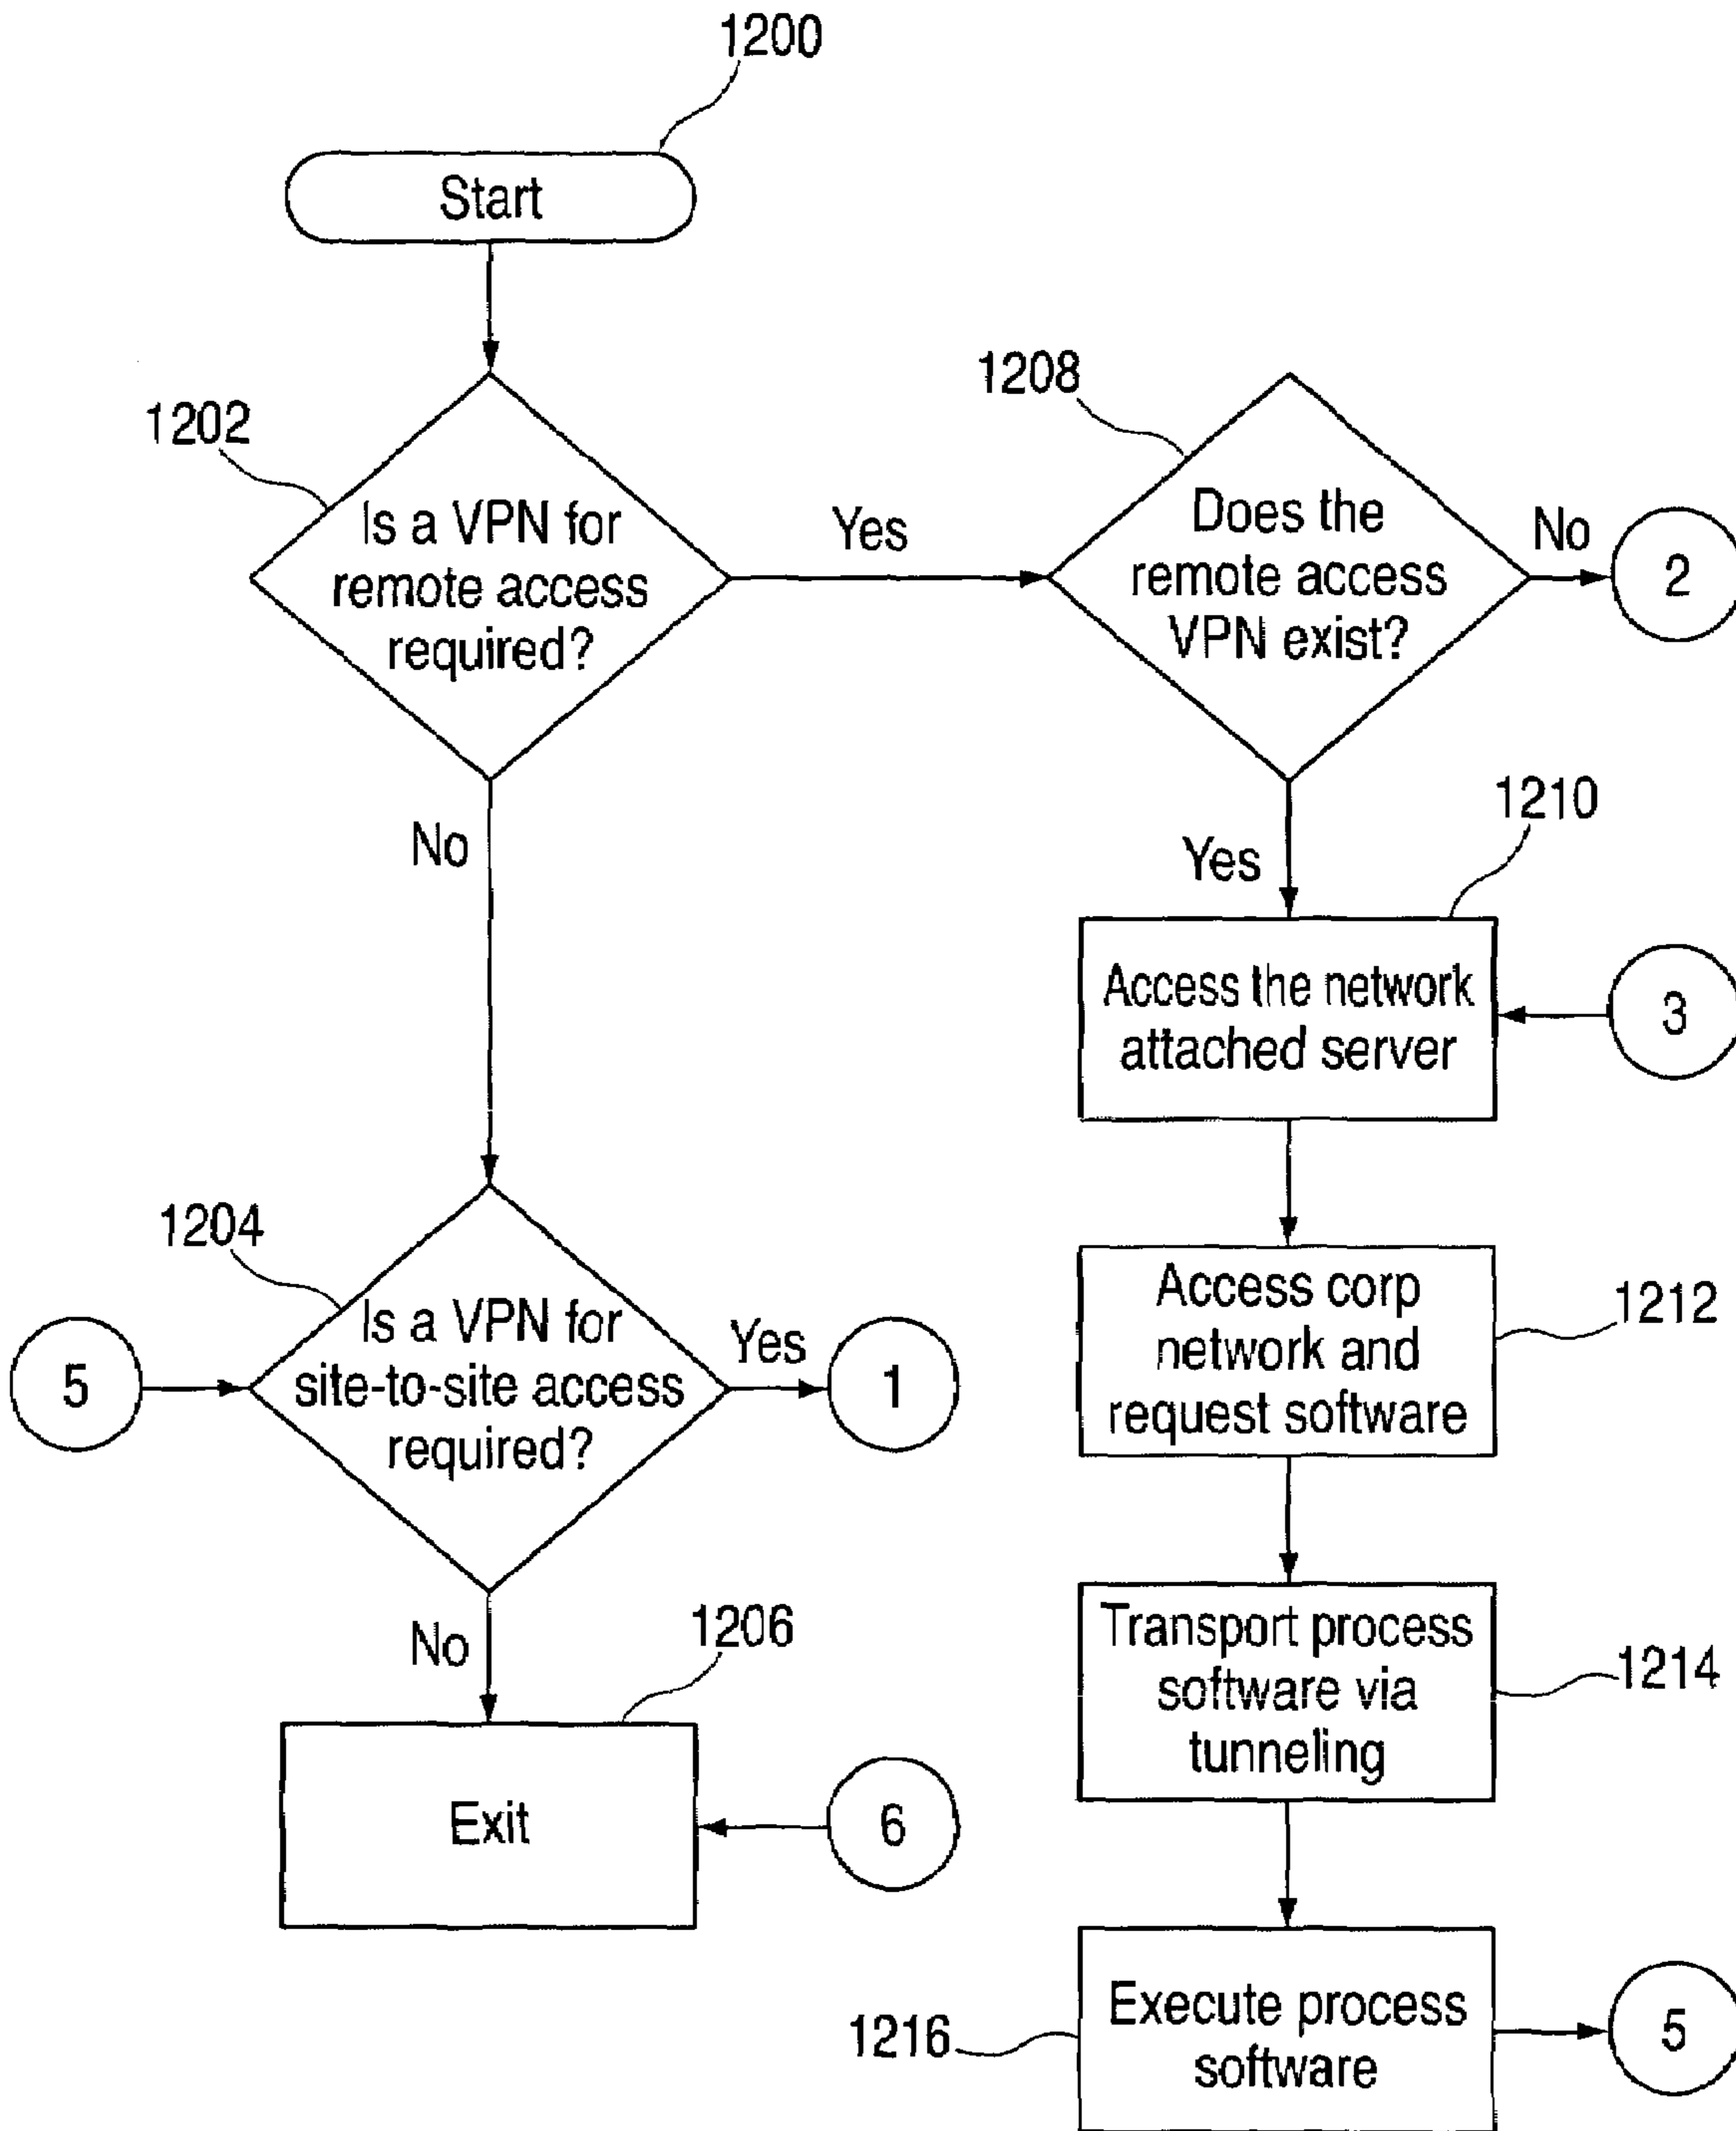 1200
Start
1202
Is a VPN for
remote access
required?
Yes
1208
Does the
remote access
VPN exist?
No
2
No
Yes
1210
Access the network
attached server
3
1204
5
Is a VPN for
site-to-site access
required?
Yes
1
Access corp
network and
request software
1212
No
1206
Exit
6
Transport process
software via
tunneling
1214
1216
Execute process
software
5